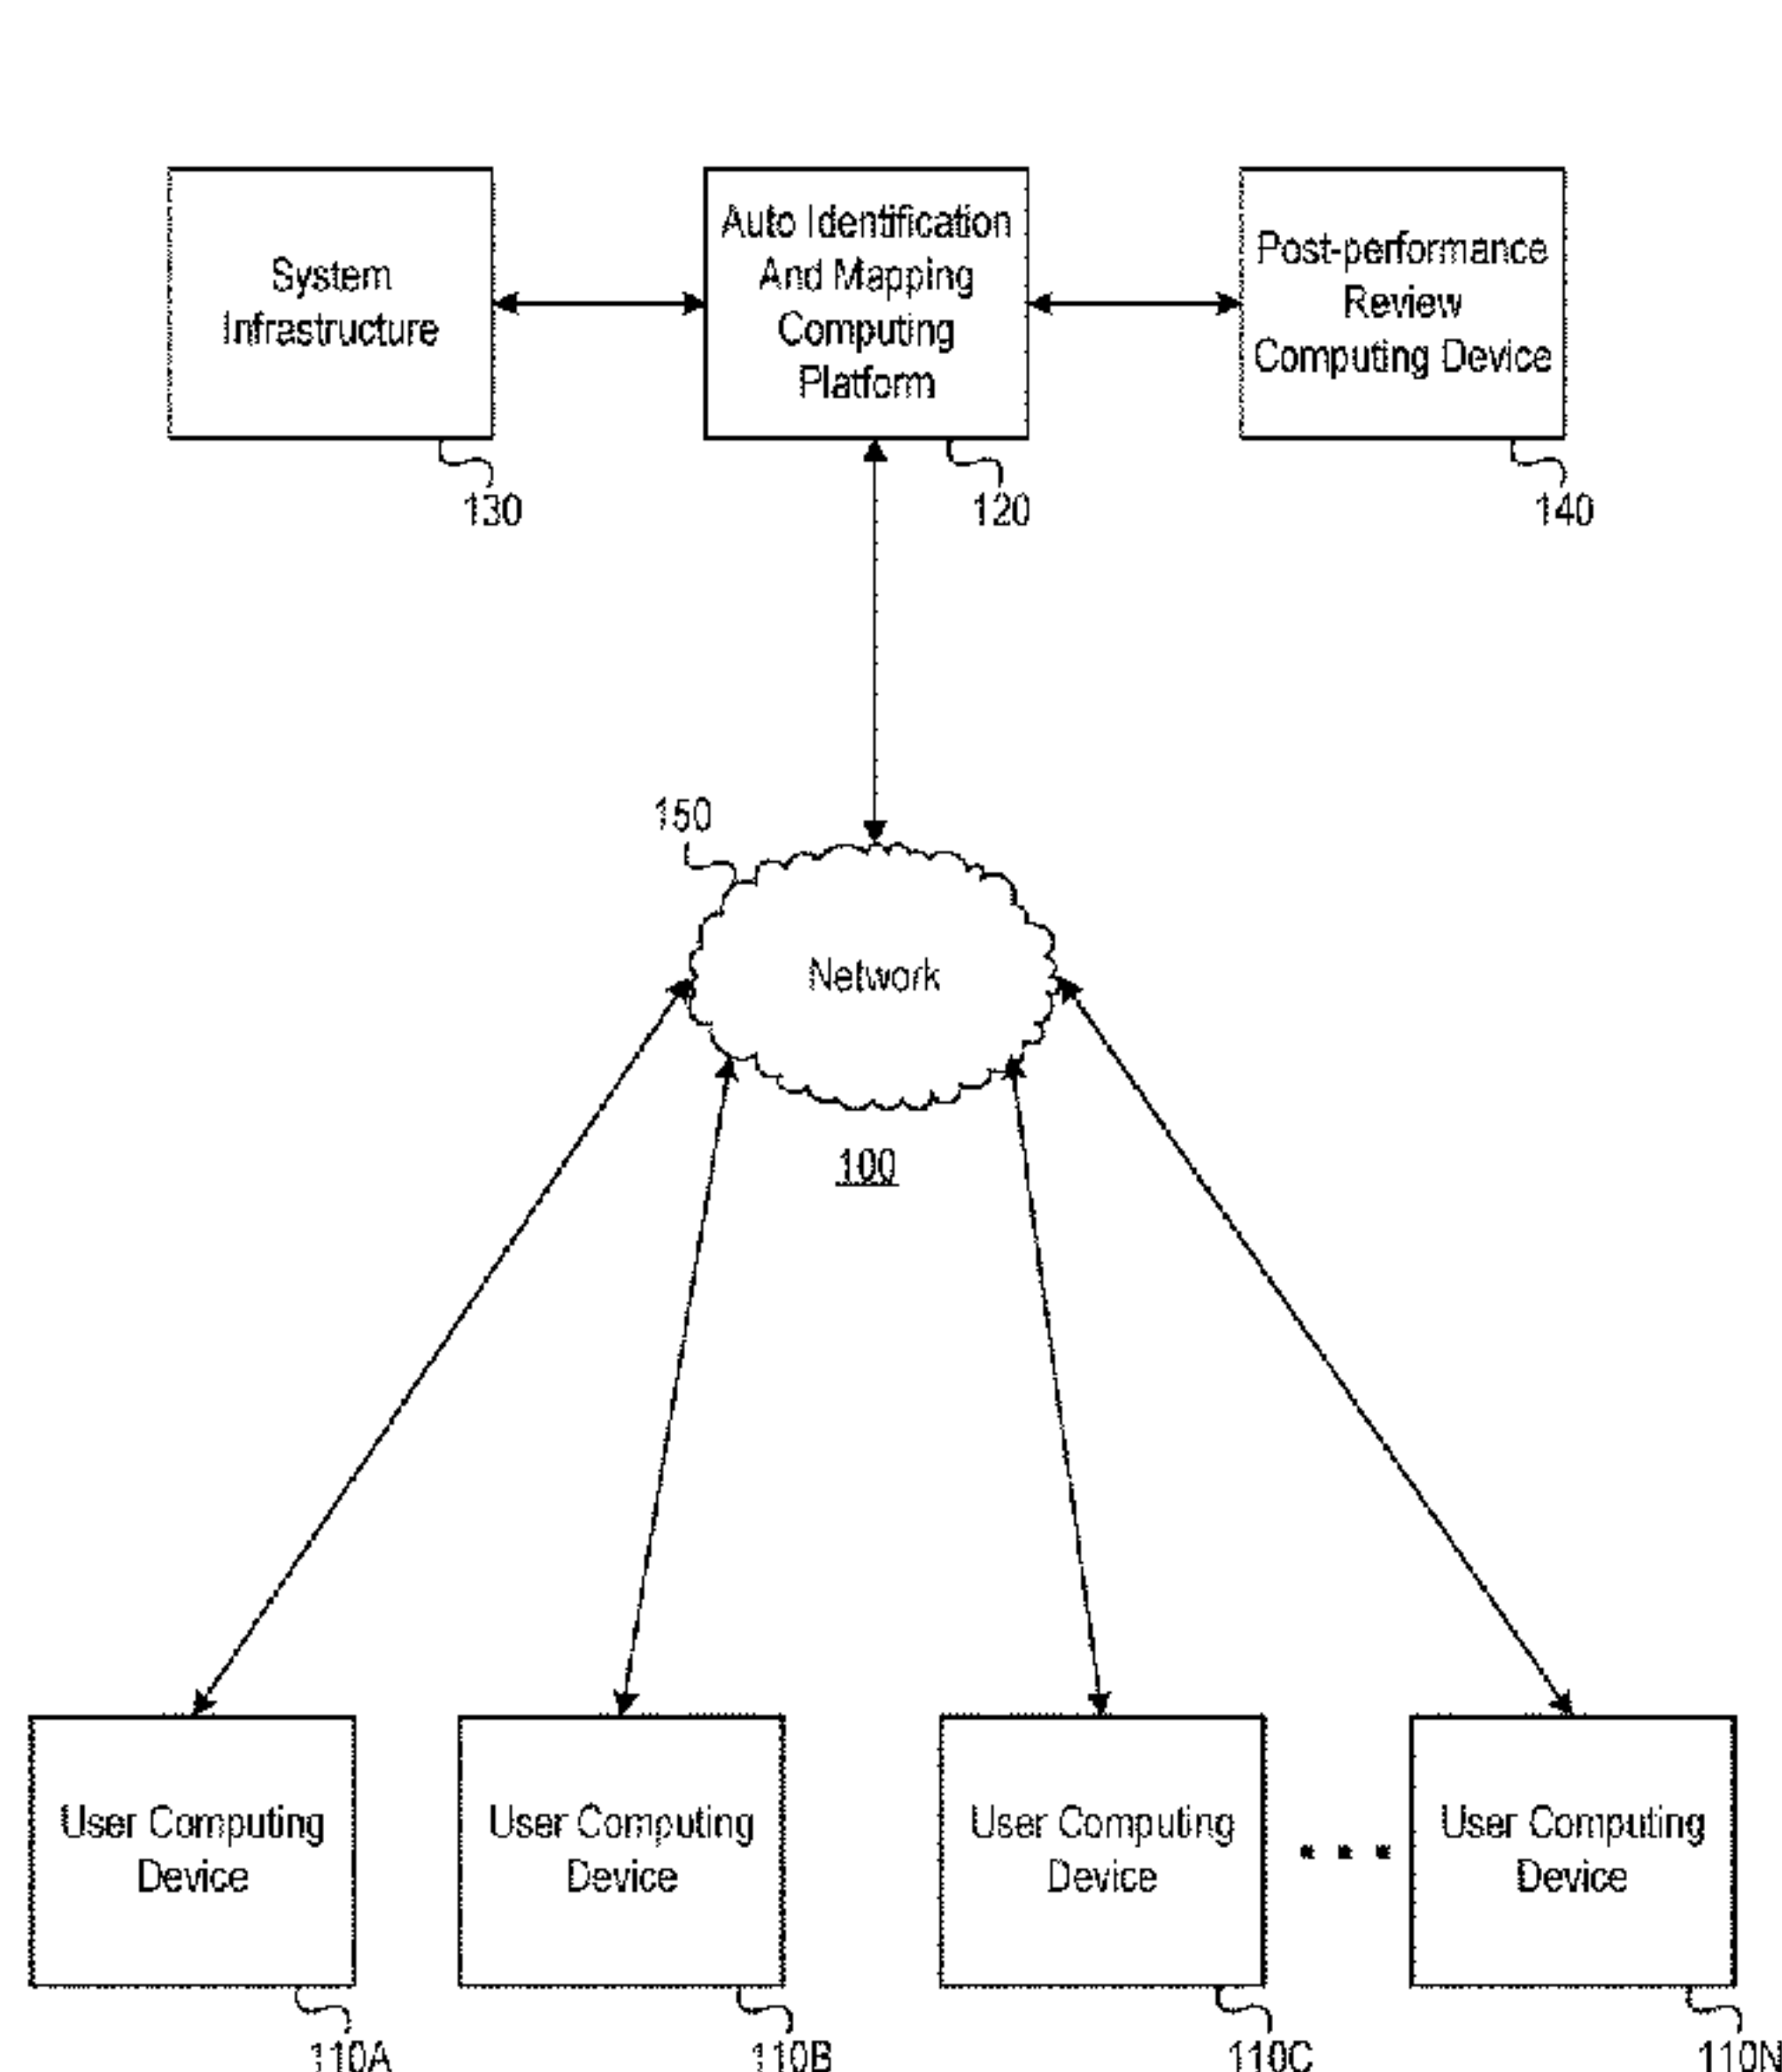 System
Infrastructure
Auto Identification
And Mapping
Computing
Platform
Post-performance
Review
Computing Device
130
120
140
150
Network
100
User Computing
Device
User Computing
Device
User Computing
Device
User Computing
Device
110A
110B
110C
110N